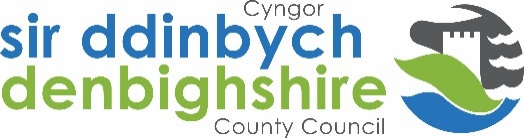 Cyngor
sir ddinbych
denbighshire
County Council